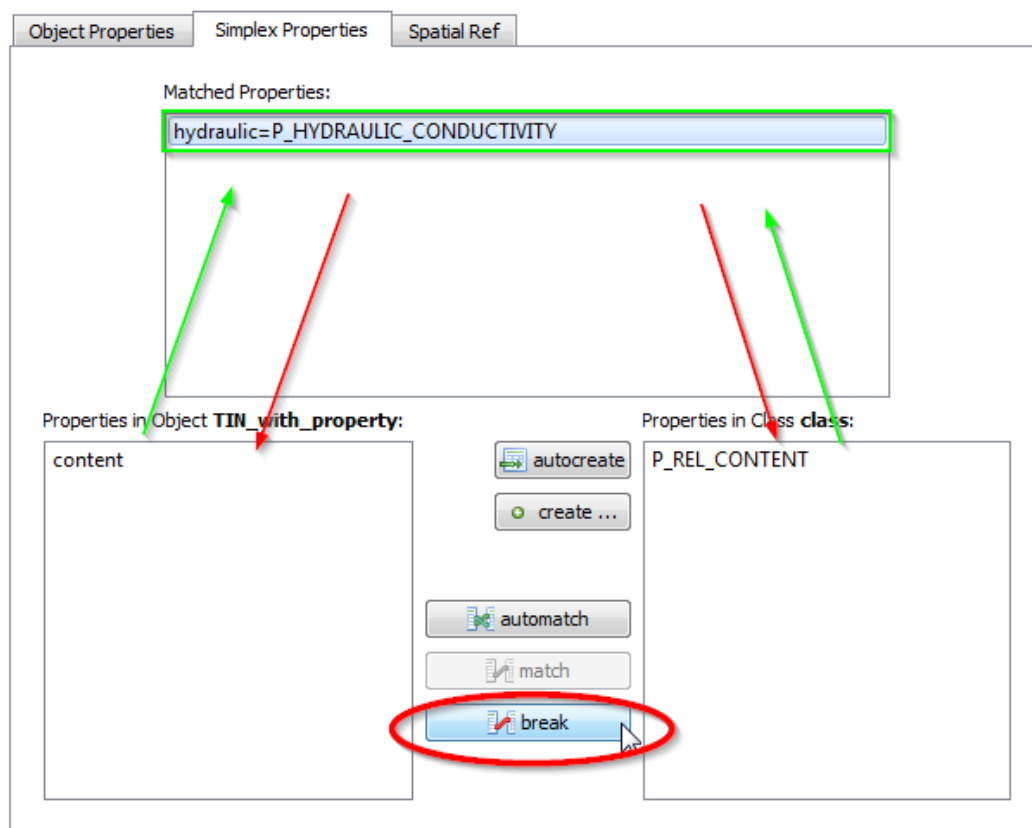 Object Properties
Simplex Properties
Spatial Ref
Matched Properties:
hydraulic=P_HYDRAULIC_CONDUCTIVITY
Properties in Object TIN_with_property:
content
autocreate
create ...
automatch
match
break
Properties in Class class:
P_REL_CONTENT